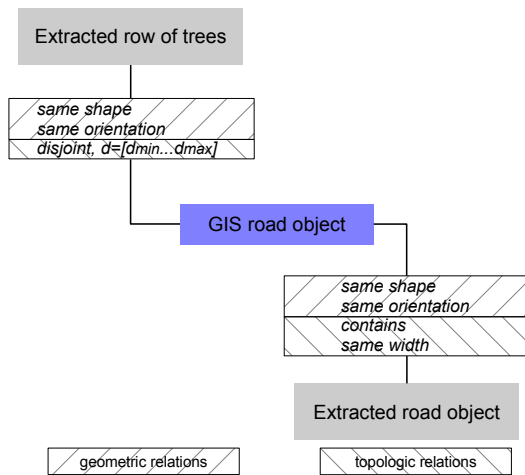 Extracted row of trees
same shape
same orientation
disjoint, d=[dmin...dmax]
GIS road object
same shape
same orientation
contains
same width
Extracted road object
geometric relations
topologic relations